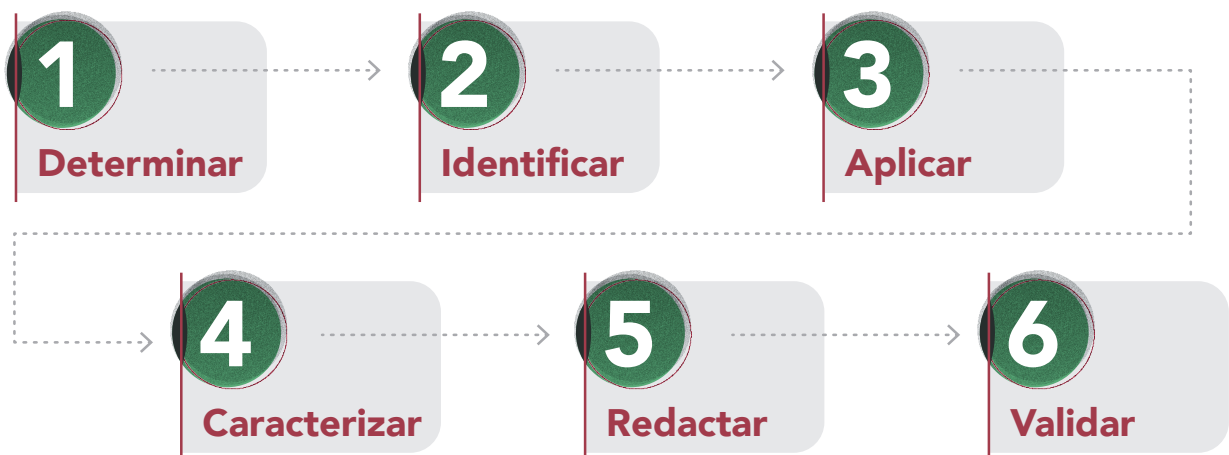 1
Determinar
2
Identificar
3
Aplicar
4
Caracterizar
5
Redactar
6
Validar